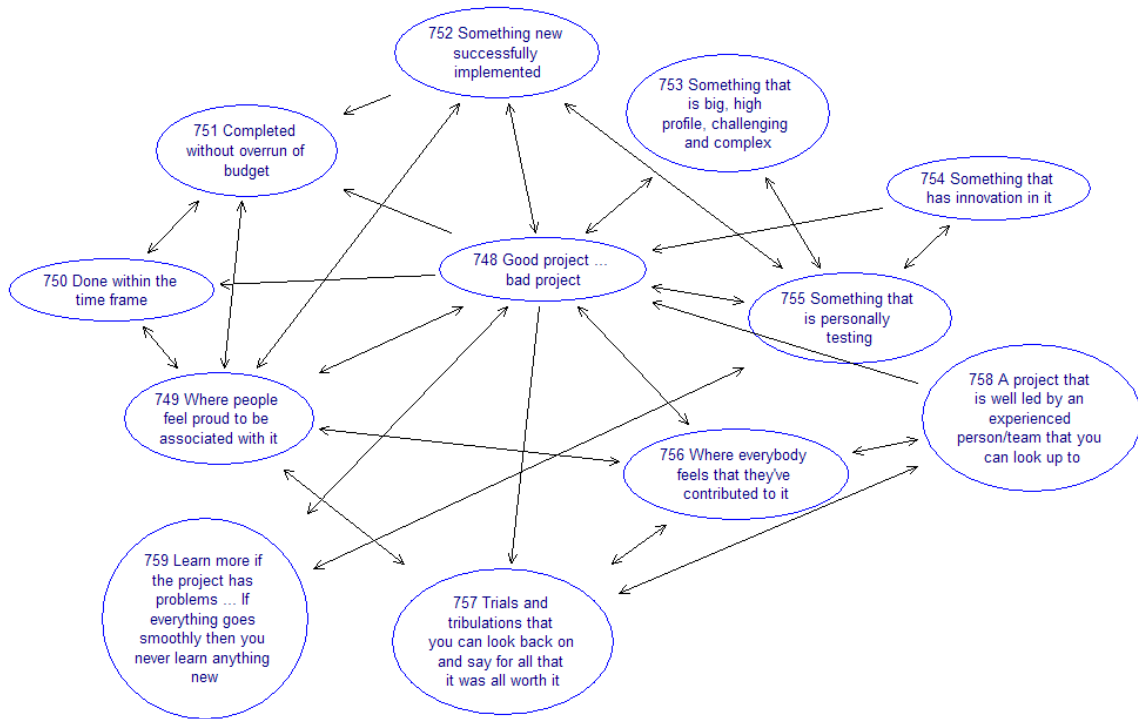 752 Something new
successfully
implemented
753 Something that
is big, high
profile, challenging
and complex
751 Completed
without overrun of
budget
754 Something that
has innovation in it
748 Good project ...
bad project
750 Done within the
time frame
755 Something that
is personally
testing
749 Where people
feel proud to be
associated with it
758 A project that
is well led by an
experienced
person/team that you
can look up to
756 Where everybody
feels that they've
contributed to it
759 Learn more if
the project has
problems ... If
everything goes
smoothly then you
never learn anything
new
757 Trials and
tribulations that
you can look back on
and say for all that
it was all worth it